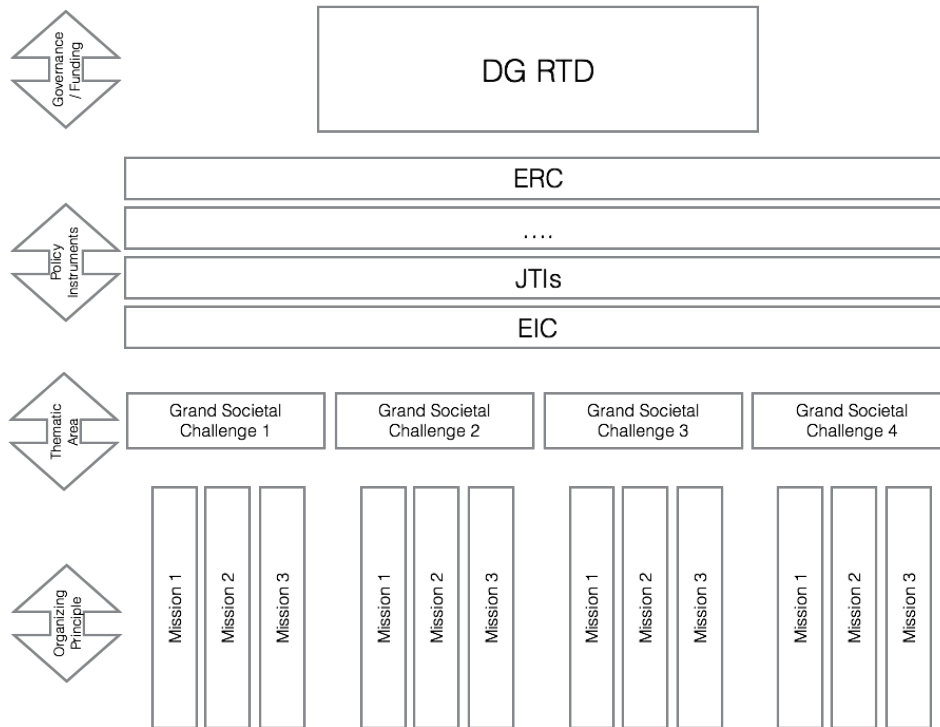 Governance
/ Funding
DG RTD
ERC
Policy
Instruments
....
JTIs
EIC
Thematic
Area
Grand Societal
Challenge 1
Grand Societal
Challenge 2
Grand Societal
Challenge 3
Grand Societal
Challenge 4
Organizing
Principle
Mission 1
Mission 2
Mission 3
Mission 1
Mission 2
Mission 3
Mission 1
Mission 2
Mission 3
Mission 1
Mission 2
Mission 3